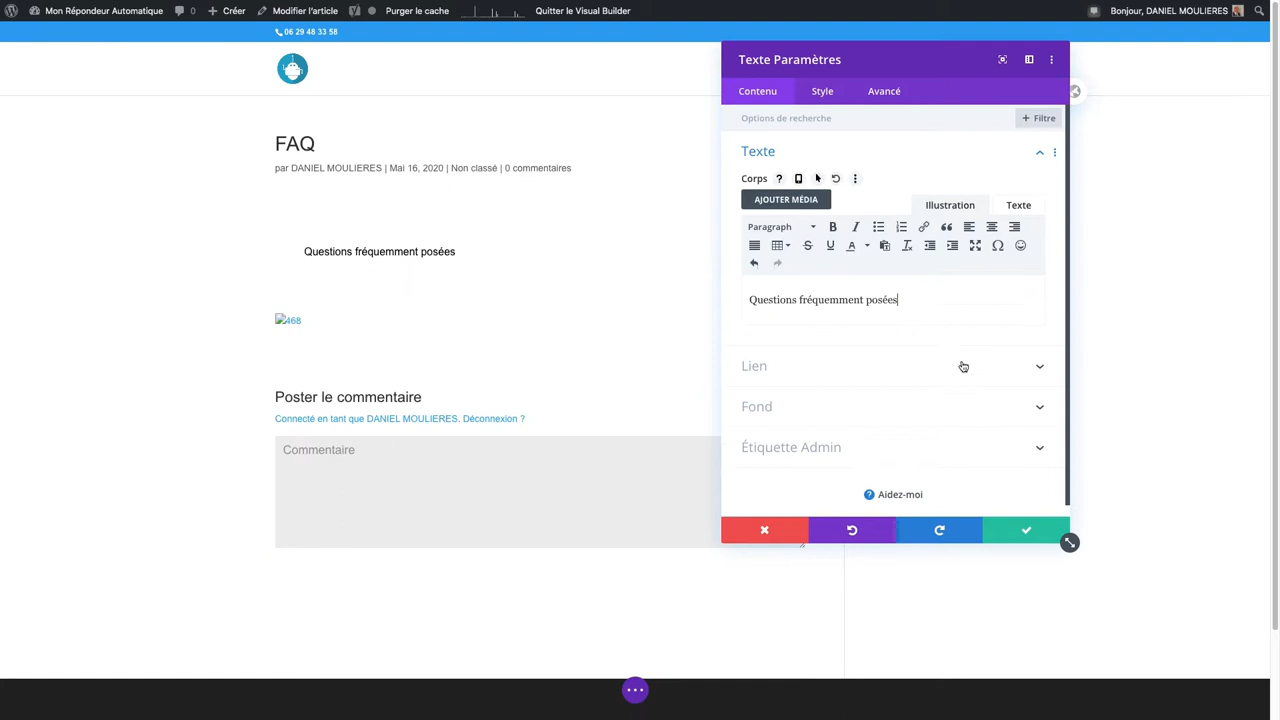 Mon Répondeur Automatique 0 Créer Modifier l'article Purger le cache Quitter le Visual Builder Bonjour, DANIEL MOULIERES
06 29 48 33 58
Texte Paramètres
Contenu Style Avancé
Options de recherche + Filtre
FAQ
par DANIEL MOULIERES | Mai 16, 2020 | Non classé | 0 commentaires
Texte
Corps ?
AJOUTER MÉDIA
Illustration Texte
Paragraph B I
U A
Questions fréquemment posées
Questions fréquemment posées
468
Lien
Fond
Étiquette Admin
Aidez-moi
Poster le commentaire
Connecté en tant que DANIEL MOULIERES. Déconnexion ?
Commentaire